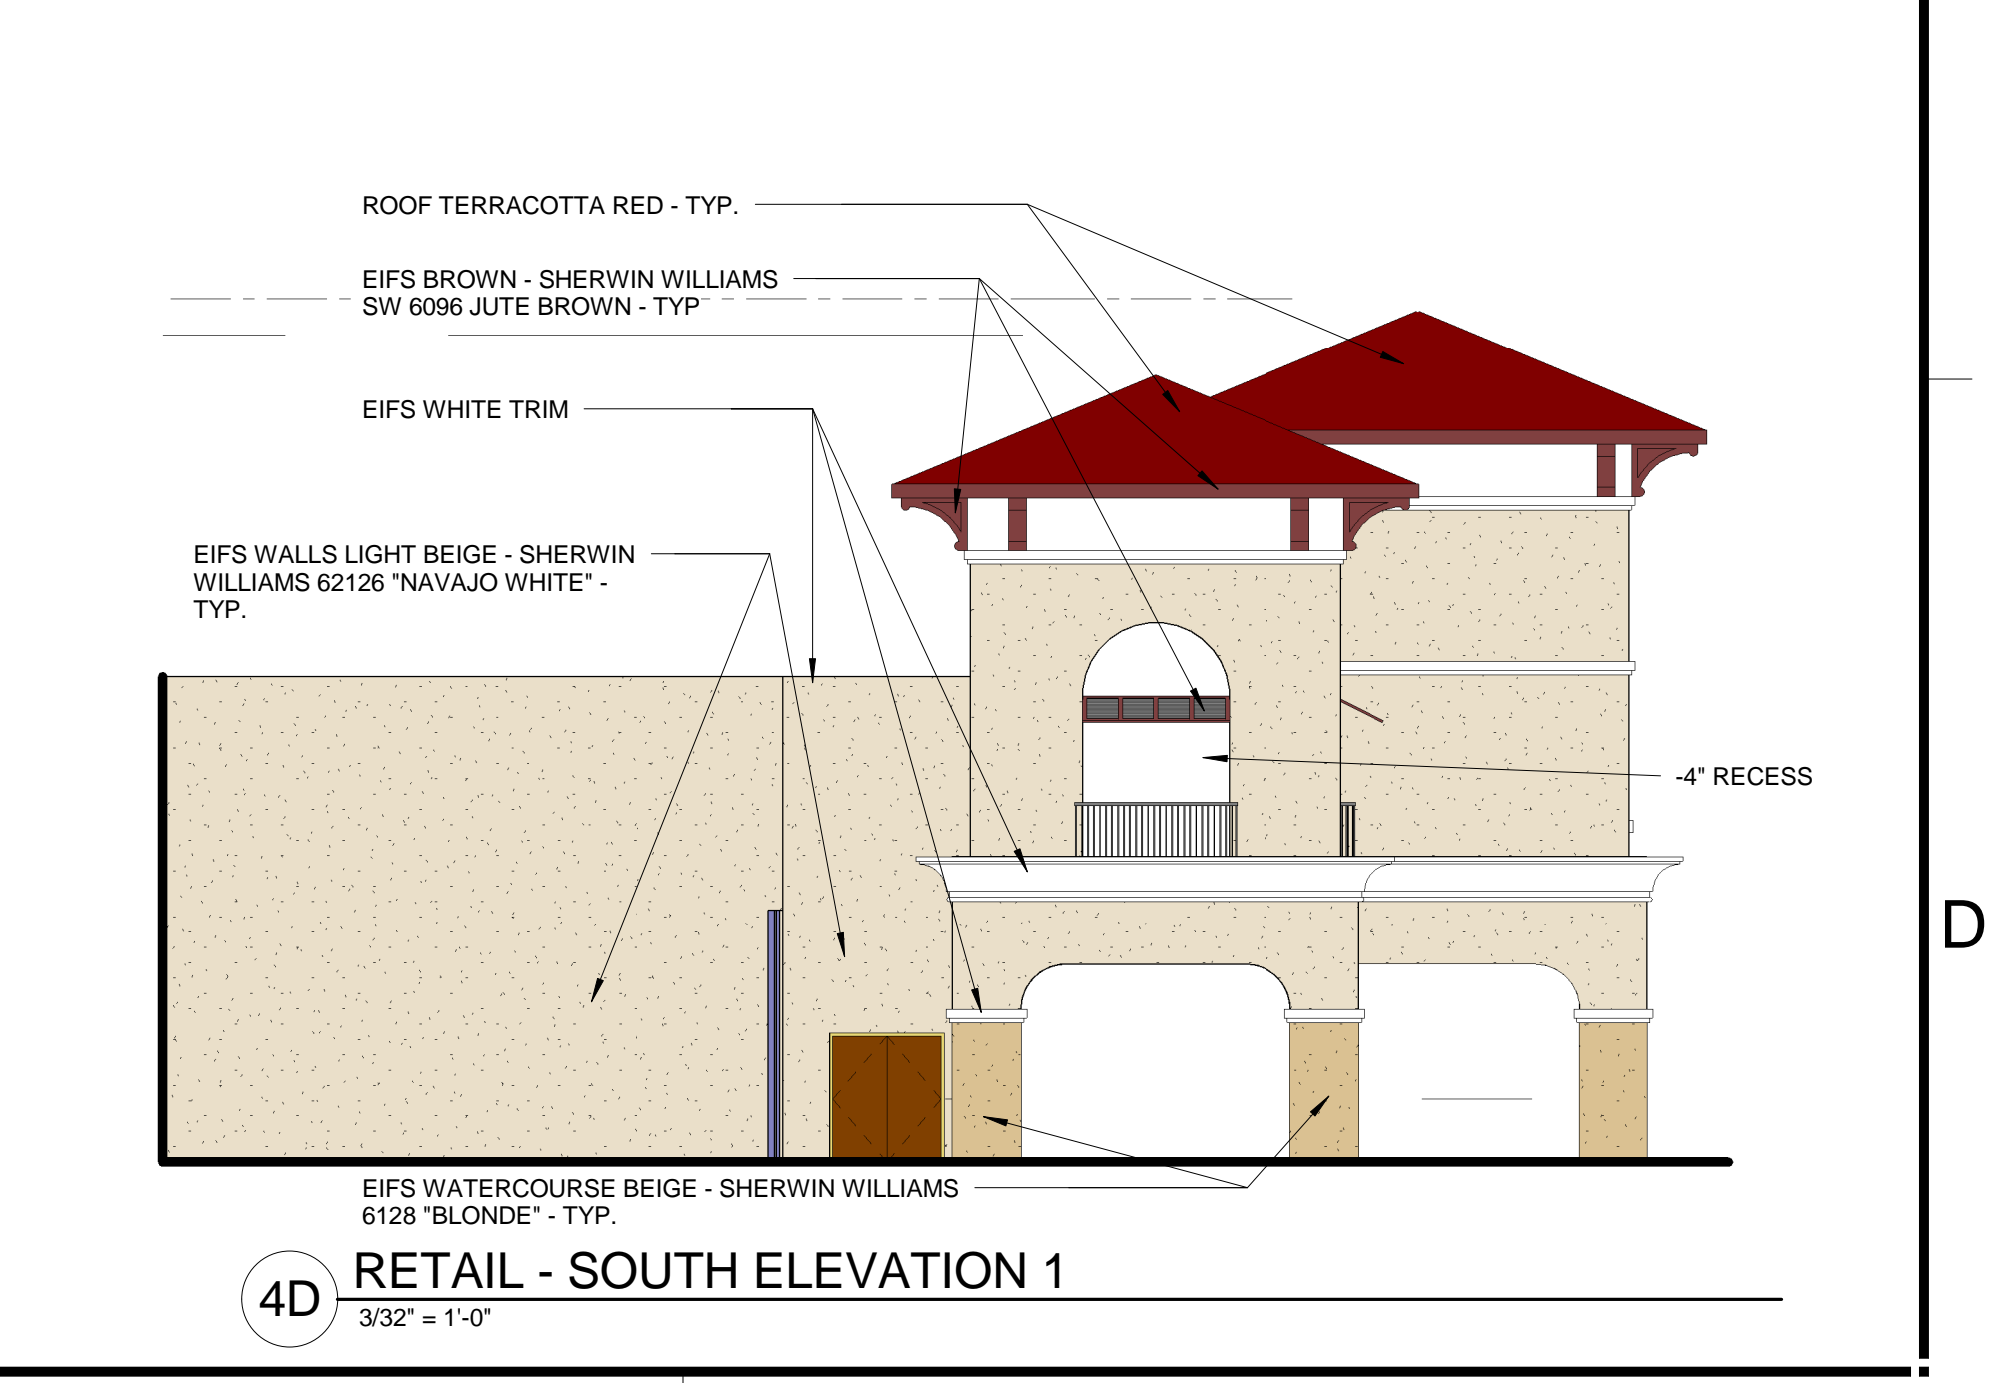 ROOF TERRACOTTA RED - TYP.
EIFS BROWN - SHERWIN WILLIAMS
SW 6096 JUTE BROWN - TYP
EIFS WHITE TRIM
EIFS WALLS LIGHT BEIGE - SHERWIN
WILLIAMS 62126 "NAVAJO WHITE" -
TYP.
-4" RECESS
D
EIFS WATERCOURSE BEIGE - SHERWIN WILLIAMS
6128 "BLONDE" - TYP.
4D
RETAIL - SOUTH ELEVATION 1
3/32" = 1'-0"